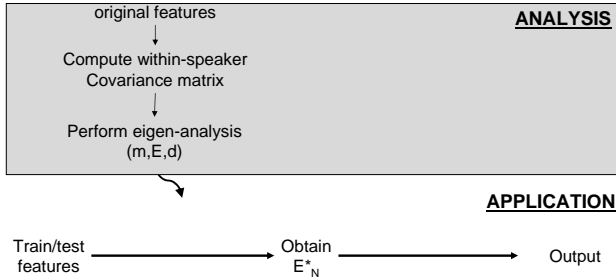 original features
ANALYSIS
Compute within-speaker
Covariance matrix
Perform eigen-analysis
(m,E,d)
APPLICATION
Train/test
features
Obtain
E*N
Output